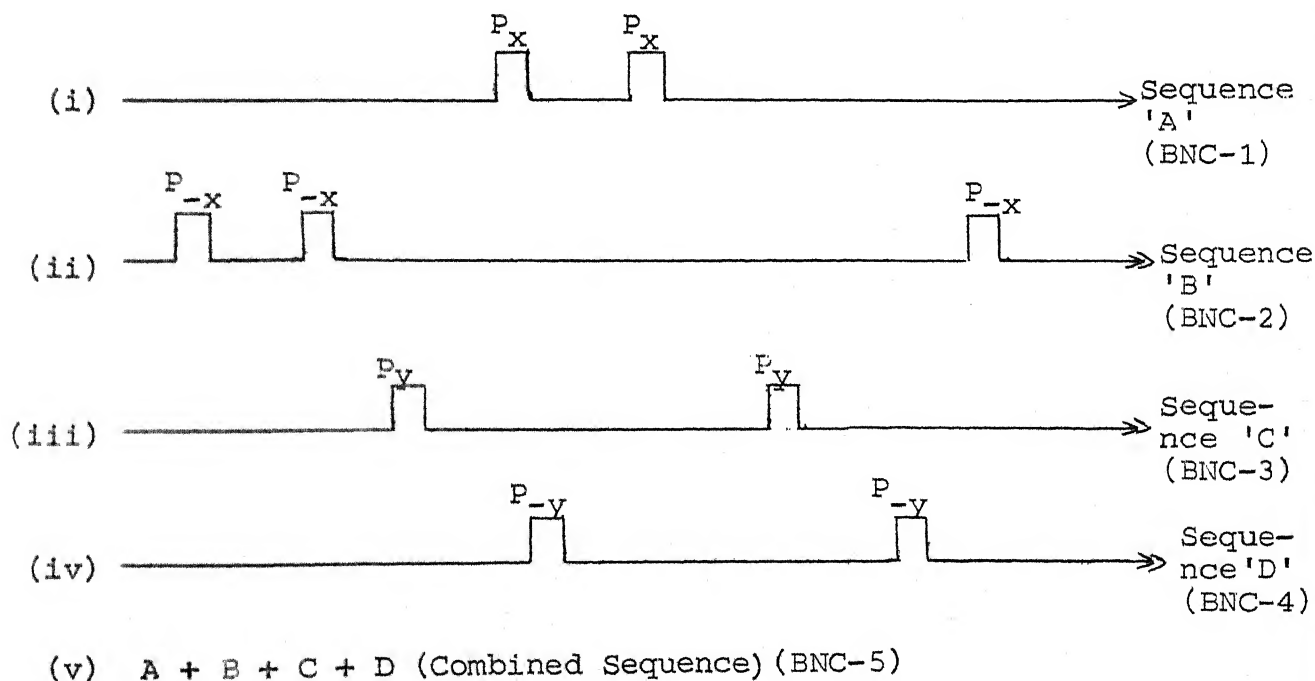 P_x P_x
(i) Sequence
'A'
(BNC-1)
P_-x P_-x P_-x
(ii) Sequence
'B'
(BNC-2)
P_y P_y
(iii) Seque-
nce 'C'
(BNC-3)
P_-y P_-y
(iv) Seque-
nce'D'
(BNC-4)
(v) A + B + C + D (Combined Sequence)(BNC-5)